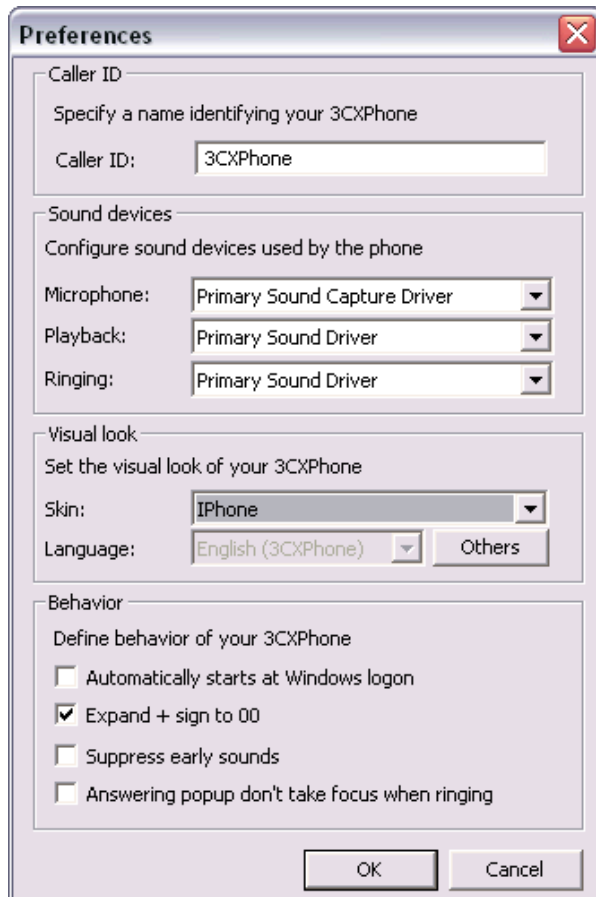 Preferences
Caller ID
Specify a name identifying your 3CXPhone
Caller ID: 3CXPhone
Sound devices
Configure sound devices used by the phone
Microphone: Primary Sound Capture Driver
Playback: Primary Sound Driver
Ringing: Primary Sound Driver
Visual look
Set the visual look of your 3CXPhone
Skin: IPhone
Language: English (3CXPhone) Others
Behavior
Define behavior of your 3CXPhone
Automatically starts at Windows logon
Expand + sign to 00
Suppress early sounds
Answering popup don't take focus when ringing
OK Cancel